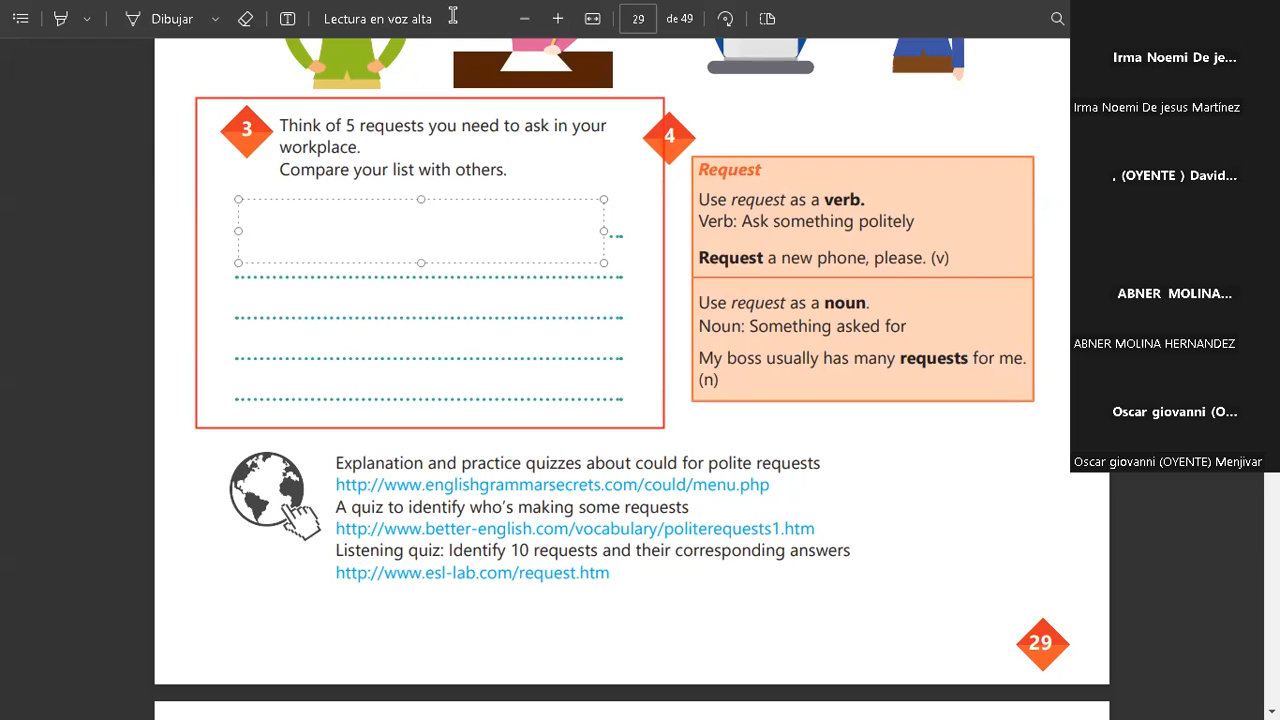 Dibujar
Lectura en voz alta
29
de 49
3
Think of 5 requests you need to ask in your
workplace.
Compare your list with others.
4
Request
Use request as a verb.
Verb: Ask something politely
Request a new phone, please. (v)
Use request as a noun.
Noun: Something asked for
My boss usually has many requests for me.
(n)
Explanation and practice quizzes about could for polite requests
http://www.englishgrammarsecrets.com/could/menu.php
A quiz to identify who's making some requests
http://www.better-english.com/vocabulary/politerequests1.htm
Listening quiz: Identify 10 requests and their corresponding answers
http://www.esl-lab.com/request.htm
29
Irma Noemi De je...
Irma Noemi De jesus Martínez
, (OYENTE ) David...
ABNER MOLINA...
ABNER MOLINA HERNANDEZ
Oscar giovanni (O...
Oscar giovanni (OYENTE) Menjivar